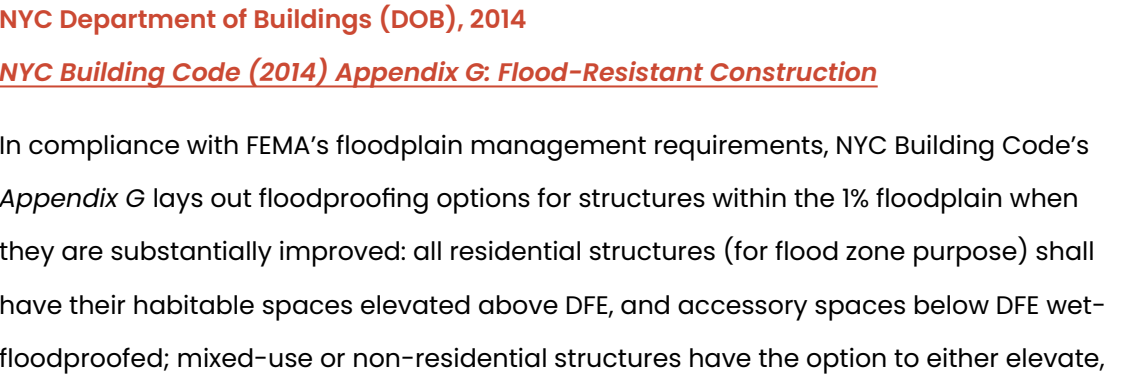 NYC Department of Buildings (DOB), 2014
NYC Building Code (2014) Appendix G: Flood-Resistant Construction
In compliance with FEMA’s floodplain management requirements, NYC Building Code’s
Appendix G lays out floodproofing options for structures within the 1% floodplain when
they are substantially improved: all residential structures (for flood zone purpose) shall
have their habitable spaces elevated above DFE, and accessory spaces below DFE wet-
floodproofed; mixed-use or non-residential structures have the option to either elevate,